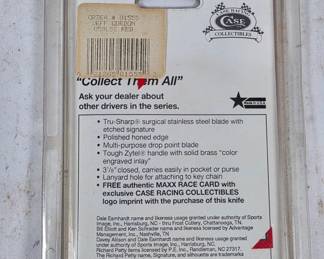 ORDER # 01555
JEFF GORDON
CASE
COLLECTIBLES
"Collect Them All"
Ask your dealer about
other drivers in the series.
• Tru-Sharp® surgical stainless steel blade with
etched signature
• Polished honed edge
• Multi-purpose drop point blade
• Tough Zytel® handle with solid brass "color
engraved inlay"
• 3⅛" closed, carries easily in pocket or purse
• Lanyard hole for attaching to key chain
• FREE authentic MAXX RACE CARD with
exclusive CASE RACING COLLECTIBLES
logo imprint with the purchase of this knife
Dale Earnhardt name and likeness usage granted under authority of Sports
Image, Inc., Harrisburg, NC - thru Frost Cutlery, Chattanooga, TN.
Bill Elliott and Ken Schrader name and likeness licensed by Advantage
Management, Inc., Nashville, TN
Davey Allison and Dale Earnhardt name and likeness usage granted under authority of Sports
Image, Inc., Harrisburg, NC.
Richard Petty items licensed by P.E., Randleman, NC 27317.
The Richard Petty name, Signature, and silhouette are trademarks